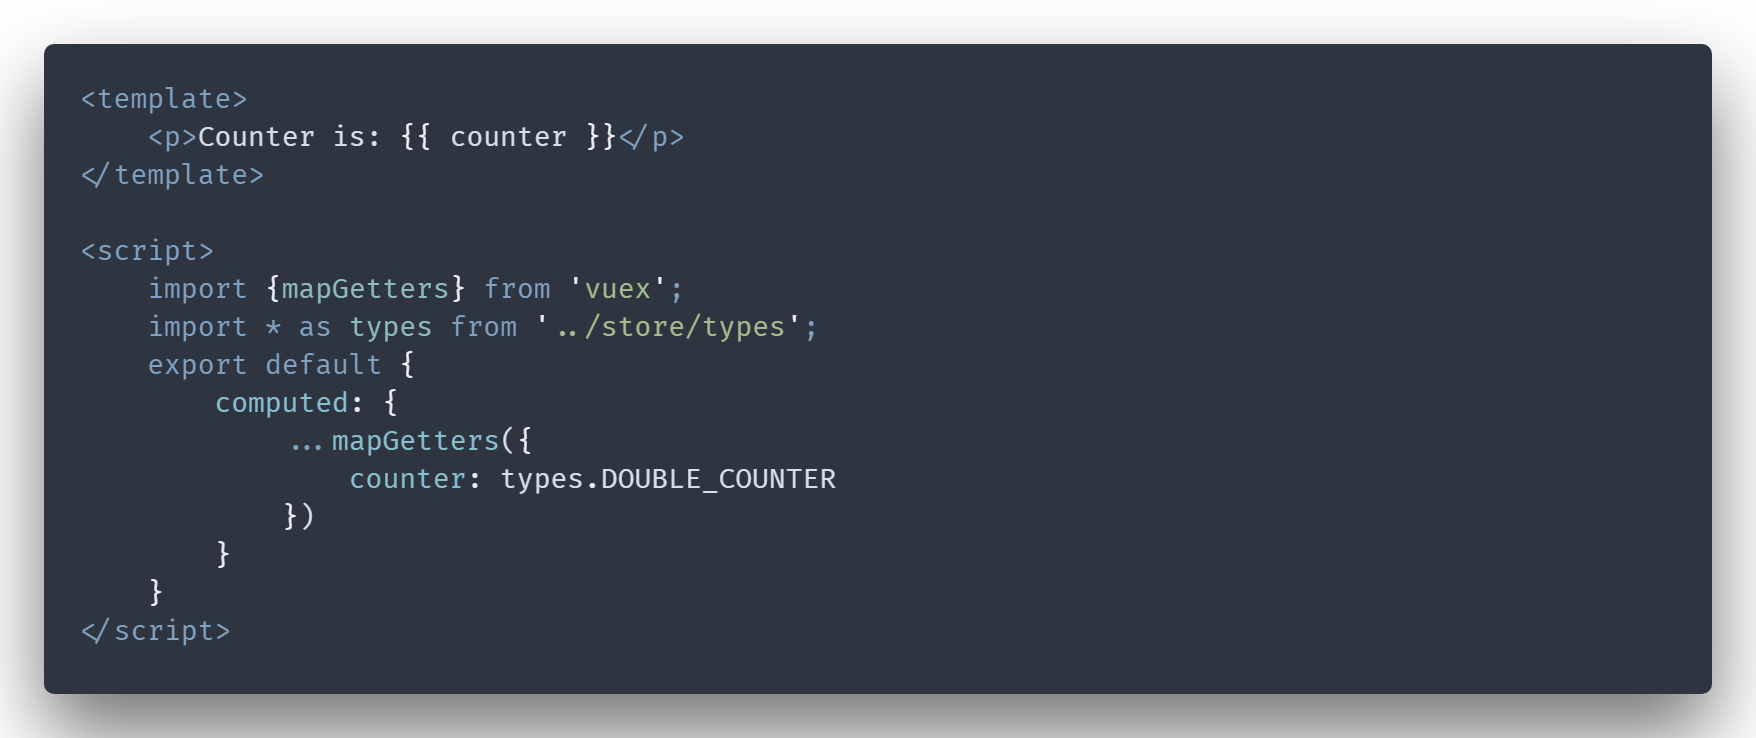 <template>
    <p>Counter is: {{ counter }}</p>
</template>

<script>
    import {mapGetters} from 'vuex';
    import * as types from '../store/types';
    export default {
        computed: {
            ...mapGetters({
                counter: types.DOUBLE_COUNTER
            })
        }
    }
</script>